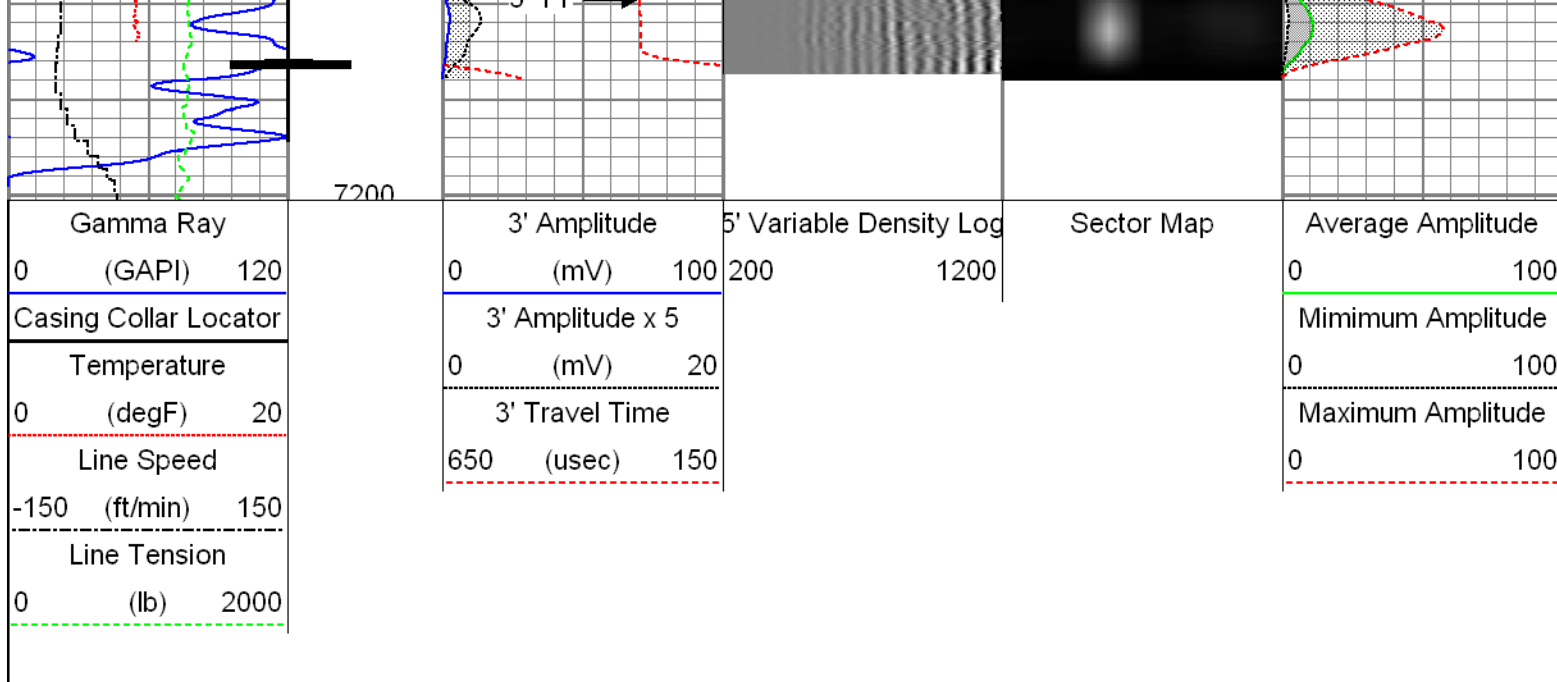 7200
Gamma Ray
0 (GAPI) 120
Casing Collar Locator
Temperature
0 (degF) 20
Line Speed
-150 (ft/min) 150
Line Tension
0 (lb) 2000
3' Amplitude
0 (mV) 100
3' Amplitude x 5
0 (mV) 20
3' Travel Time
650 (usec) 150
5' Variable Density Log
200 1200
Sector Map
Average Amplitude
0 100
Mimimum Amplitude
0 100
Maximum Amplitude
0 100